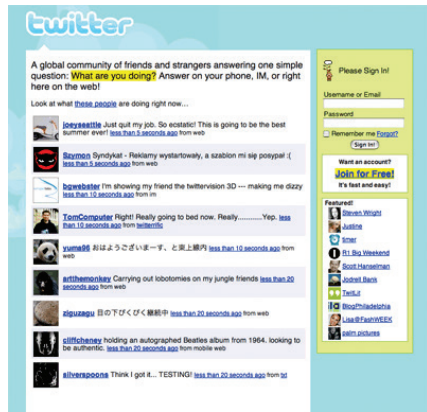 twitter
A global community of friends and strangers answering one simple
question: What are you doing? Answer on your phone, IM, or right
here on the web!
Look at what these people are doing right now...
joeyseattle Just quit my job. So ecstatic! This is going to be the best
summer ever! less than 5 seconds ago from web
Szymon Syndykat - Reklamy wystartowały, a szablon mi się posypał :(
less than 5 seconds ago from web
bgwebster I'm showing my friend the twittervision 3D --- making me dizzy
less than 10 seconds ago from im
TomComputer Right! Really going to bed now. Really............Yep. less
than 10 seconds ago from twitterrific
yuma96 おはようございまーす、と奥上線内 less than 10 seconds ago from
web
artthemonkey Carrying out lobotomies on my jungle friends less than 20
seconds ago from web
ziguzagu 目の下ぴくぴく継続中 less than 20 seconds ago from web
cliffcheney holding an autographed Beatles album from 1964. looking to
be authentic. less than 20 seconds ago from mobile web
silverspoons Think I got it... TESTING! less than 20 seconds ago from txt
Please Sign In!
Username or Email
Password
Remember me Forgot?
Sign In!
Want an account?
Join for Free!
It's fast and easy!
Featured!
Steven Wright
Justine
timer
R1 Big Weekend
Scott Hanselman
Jodrell Bank
TwitLit
BlogPhiladelphia
Lisa@FashWEEK
palm pictures